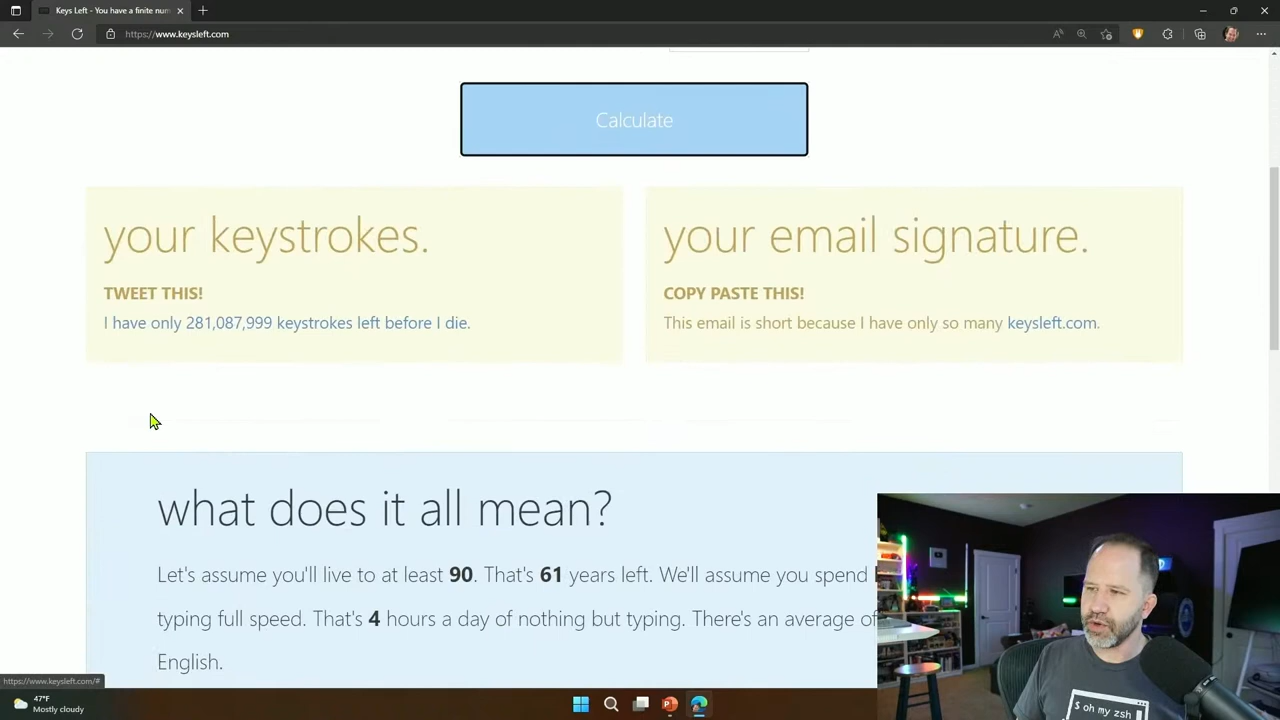 Keys Left - You have a finite num
https://www.keysleft.com
Calculate
your keystrokes.
TWEET THIS!
I have only 281,087,999 keystrokes left before I die.
your email signature.
COPY PASTE THIS!
This email is short because I have only so many keysleft.com.
what does it all mean?
Let's assume you'll live to at least 90. That's 61 years left. We'll assume you spend
typing full speed. That's 4 hours a day of nothing but typing. There's an average of
English.
https://www.keysleft.com/#
47°F
Mostly cloudy
$ oh my zsh